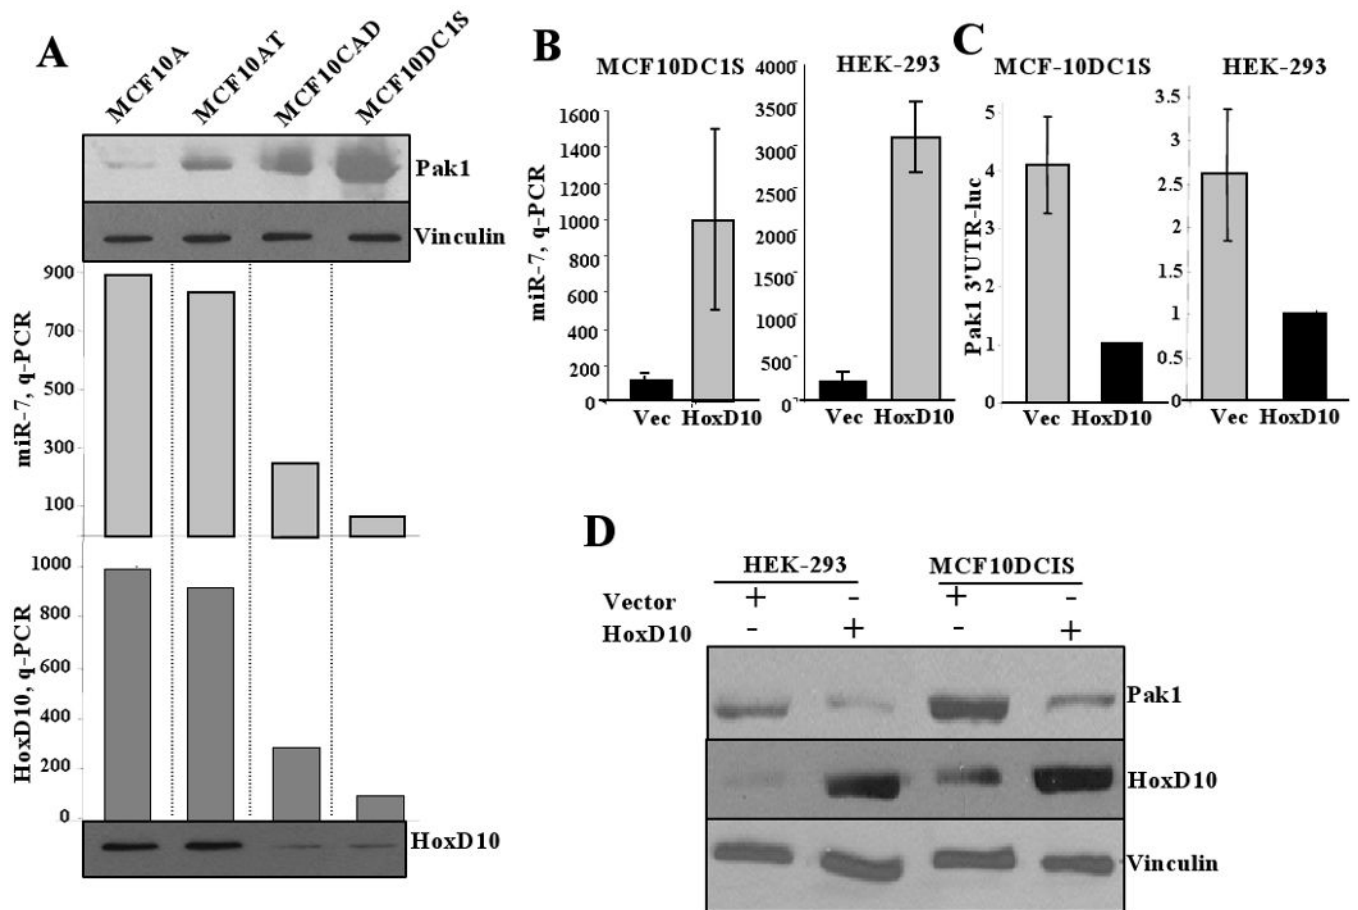 A
MCF10A
MCF10AT
MCF10CAD
MCF10DC1S
Pak1
Vinculin
miR-7, q-PCR
900
700
500
300
100
HoxD10, q-PCR
1000
800
600
400
200
0
HoxD10
B
MCF10DC1S
miR-7, q-PCR
1600
1400
1200
1000
800
600
400
200
0
Vec HoxD10
HEK-293
4000
3500
3000
2500
2000
1500
1000
500
0
Vec HoxD10
C
MCF-10DC1S
Pak1 3'UTR-luc
5
4
3
2
1
0
Vec HoxD10
HEK-293
3.5
3
2.5
2
1.5
1
0.5
0
Vec HoxD10
D
HEK-293 MCF10DCIS
Vector + - + -
HoxD10 - + - +
Pak1
HoxD10
Vinculin